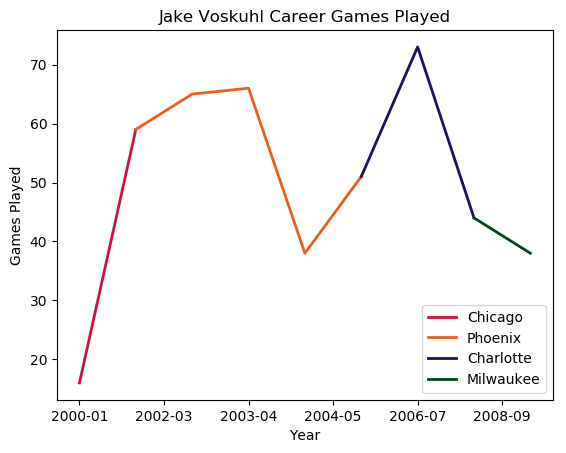 Jake Voskuhl Career Games Played
Games Played
70
60
50
40
30
20
2000-01 2002-03 2003-04 2004-05 2006-07 2008-09
Year
Chicago
Phoenix
Charlotte
Milwaukee